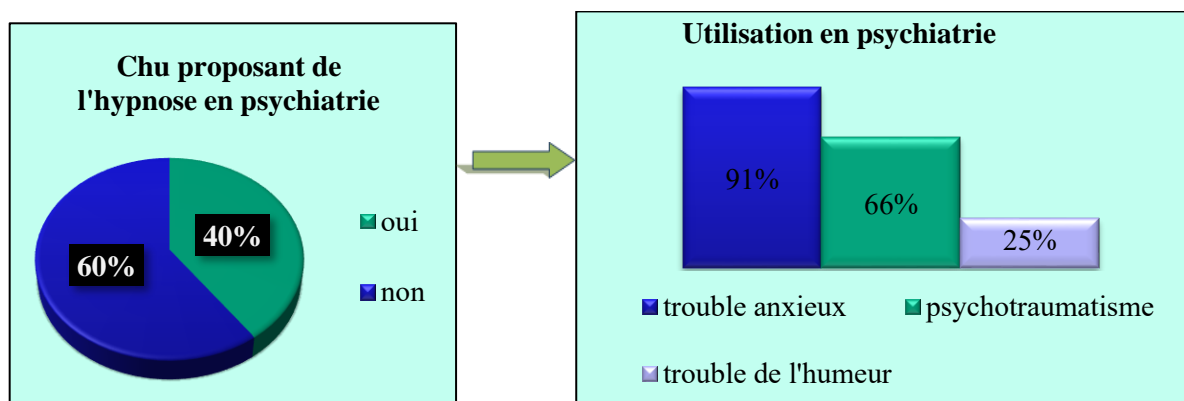 Chu proposant de
l'hypnose en psychiatrie
40%
60%
oui
non
Utilisation en psychiatrie
91%
66%
25%
trouble anxieux
psychotraumatisme
trouble de l'humeur